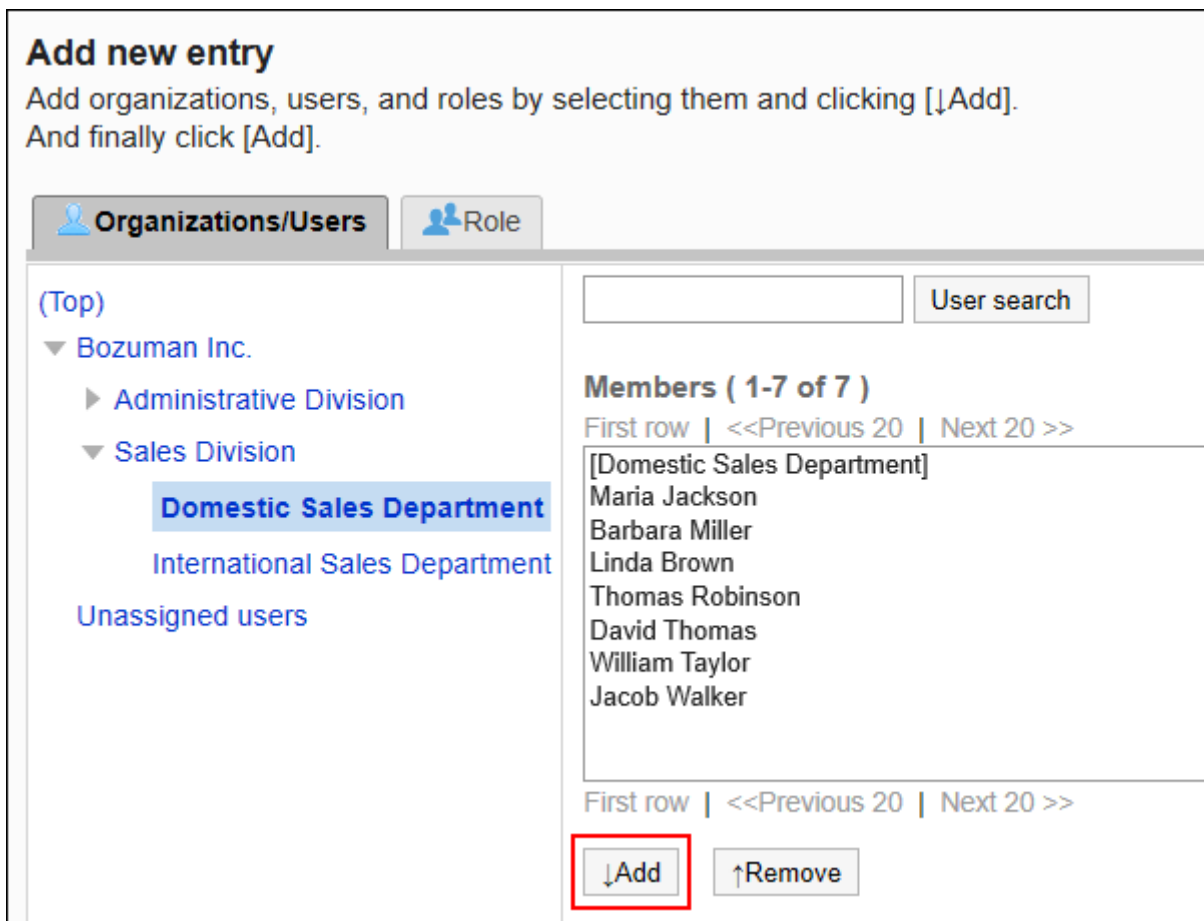 Add new entry
Add organizations, users, and roles by selecting them and clicking [↓Add].
And finally click [Add].
Organizations/Users
Role
(Top)
Bozuman Inc.
Administrative Division
Sales Division
Domestic Sales Department
International Sales Department
Unassigned users
User search
Members ( 1-7 of 7 )
First row | <<Previous 20 | Next 20 >>
[Domestic Sales Department]
Maria Jackson
Barbara Miller
Linda Brown
Thomas Robinson
David Thomas
William Taylor
Jacob Walker
First row | <<Previous 20 | Next 20 >>
↓Add
↑Remove